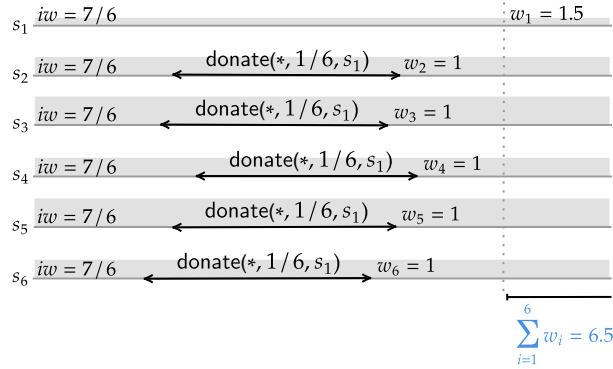 s₁ iw = 7/6 w₁ = 1.5
s₂ iw = 7/6 donate(*, 1/6, s₁) w₂ = 1
s₃ iw = 7/6 donate(*, 1/6, s₁) w₃ = 1
s₄ iw = 7/6 donate(*, 1/6, s₁) w₄ = 1
s₅ iw = 7/6 donate(*, 1/6, s₁) w₅ = 1
s₆ iw = 7/6 donate(*, 1/6, s₁) w₆ = 1
6
∑ wᵢ = 6.5
i=1